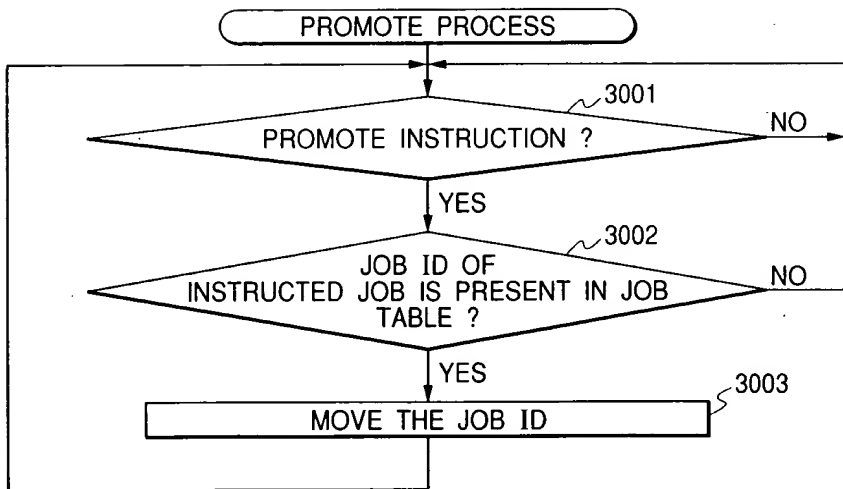 PROMOTE PROCESS
3001
PROMOTE INSTRUCTION ?
NO
YES
3002
JOB ID OF
INSTRUCTED JOB IS PRESENT IN JOB
TABLE ?
NO
YES
3003
MOVE THE JOB ID